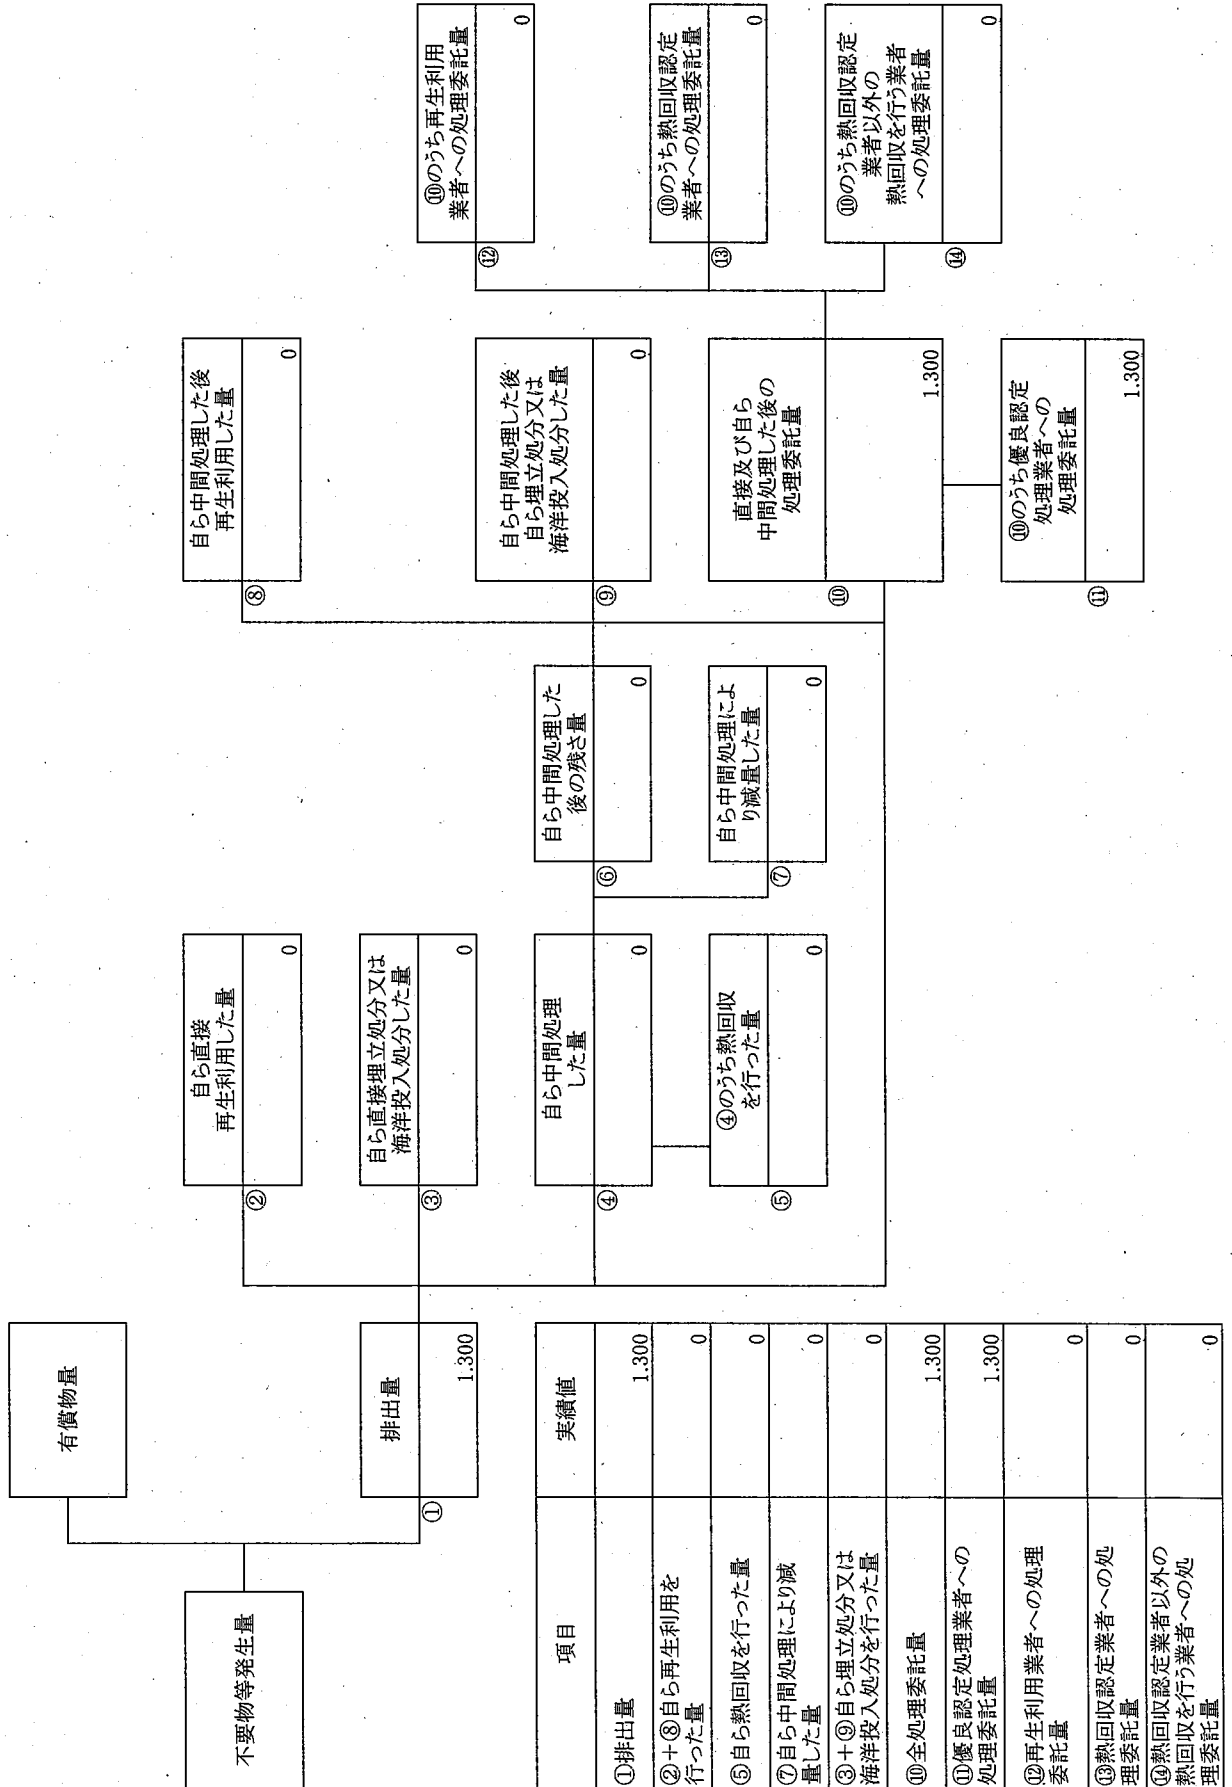 不要物等発生量
有償物量
排出量
①
1.300
自ら直接
再生利用した量
②
0
自ら直接埋立処分又は
海洋投入処分した量
③
0
自ら中間処理
した量
④
0
④のうち熱回収
を行った量
⑤
0
自ら中間処理した
後の残さ量
⑥
0
自ら中間処理によ
り減量した量
⑦
0
自ら中間処理した後
再生利用した量
⑧
0
自ら中間処理した後
自ら埋立処分又は
海洋投入処分した量
⑨
0
直接及び自ら
中間処理した後の
処理委託量
⑩
1.300
⑩のうち優良認定
処理業者への
処理委託量
⑪
1.300
⑩のうち再生利用
業者への処理委託量
⑫
0
⑩のうち熱回収認定
業者への処理委託量
⑬
0
⑩のうち熱回収認定
業者以外の
熱回収を行う業者
への処理委託量
⑭
0
項目 実績値
①排出量 1.300
②+⑧自ら再生利用を
行った量 0
⑤自ら熱回収を行った量 0
⑦自ら中間処理により減
量した量 0
③+⑨自ら埋立処分又は
海洋投入処分を行った量 0
⑩全処理委託量 1.300
⑪優良認定処理業者への
処理委託量 1.300
⑫再生利用業者への処理
委託量 0
⑬熱回収認定業者への処
理委託量 0
⑭熱回収認定業者以外の
熱回収を行う業者への処
理委託量 0